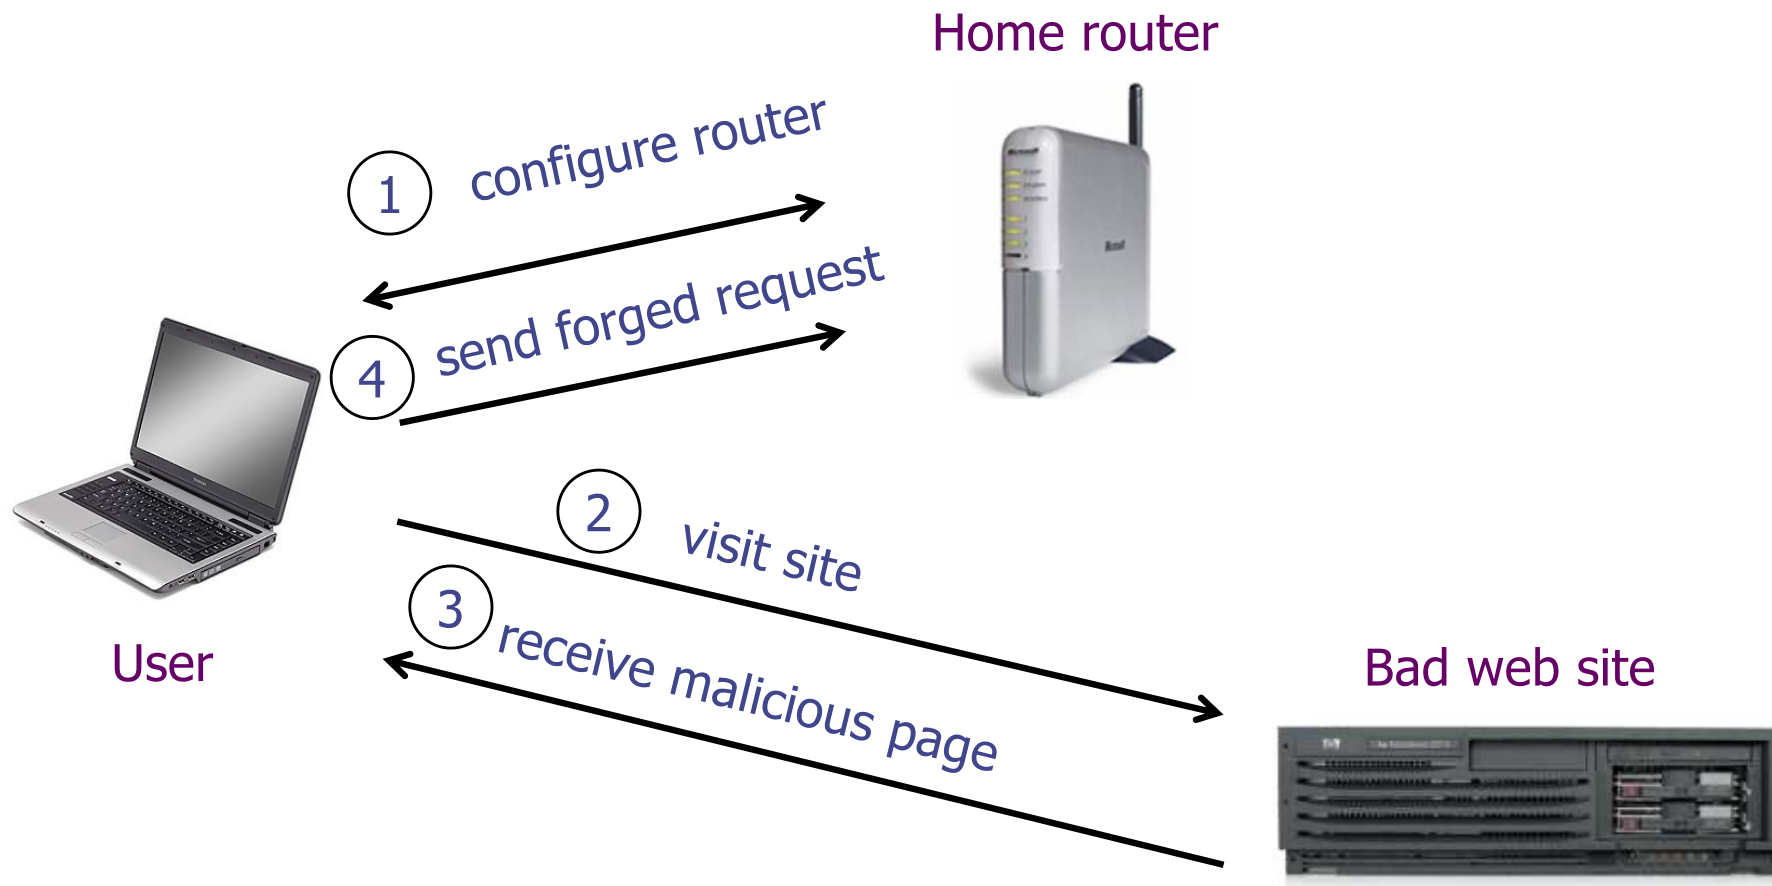 Home router
1 configure router
4 send forged request
2 visit site
3 receive malicious page
User
Bad web site
Microsoft